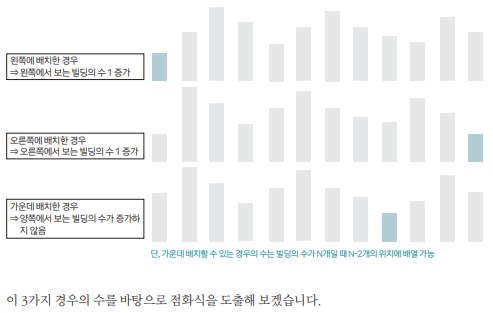 왼쪽에 배치한 경우
⇒ 왼쪽에서 보는 빌딩의 수 1 증가
오른쪽에 배치한 경우
⇒ 오른쪽에서 보는 빌딩의 수 1 증가
가운데 배치한 경우
⇒ 양쪽에서 보는 빌딩의 수가 증가하
지 않음
단, 가운데 배치할 수 있는 경우의 수는 빌딩의 수가 N개일 때 N-2개의 위치에 배열 가능
이 3가지 경우의 수를 바탕으로 점화식을 도출해 보겠습니다.